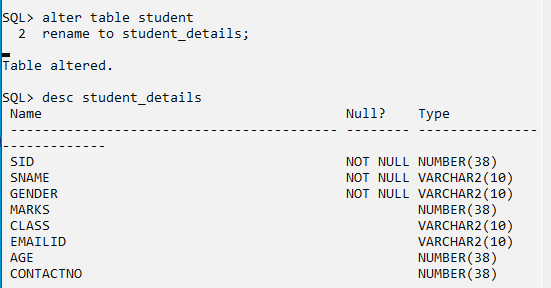 SQL> alter table student
  2  rename to student_details;
Table altered.
SQL> desc student_details
 Name                                      Null?    Type
 ----------------------------------------- -------- ---------------
-------------
 SID                                       NOT NULL NUMBER(38)
 SNAME                                     NOT NULL VARCHAR2(10)
 GENDER                                    NOT NULL VARCHAR2(10)
 MARKS                                              NUMBER(38)
 CLASS                                              VARCHAR2(10)
 EMAILID                                            VARCHAR2(10)
 AGE                                                NUMBER(38)
 CONTACTNO                                          NUMBER(38)